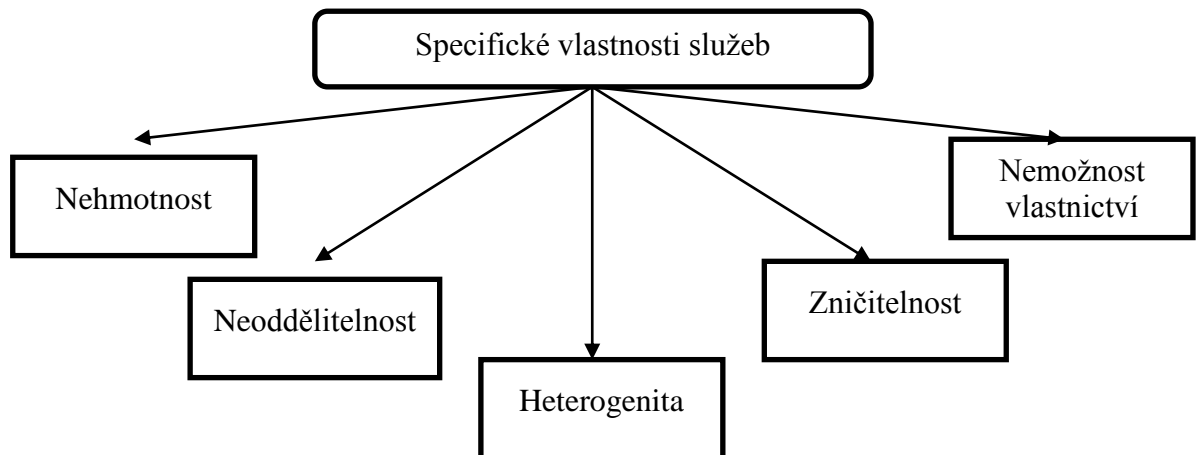 Specifické vlastnosti služeb
Nehmotnost
Neoddělitelnost
Heterogenita
Zničitelnost
Nemožnost
vlastnictví